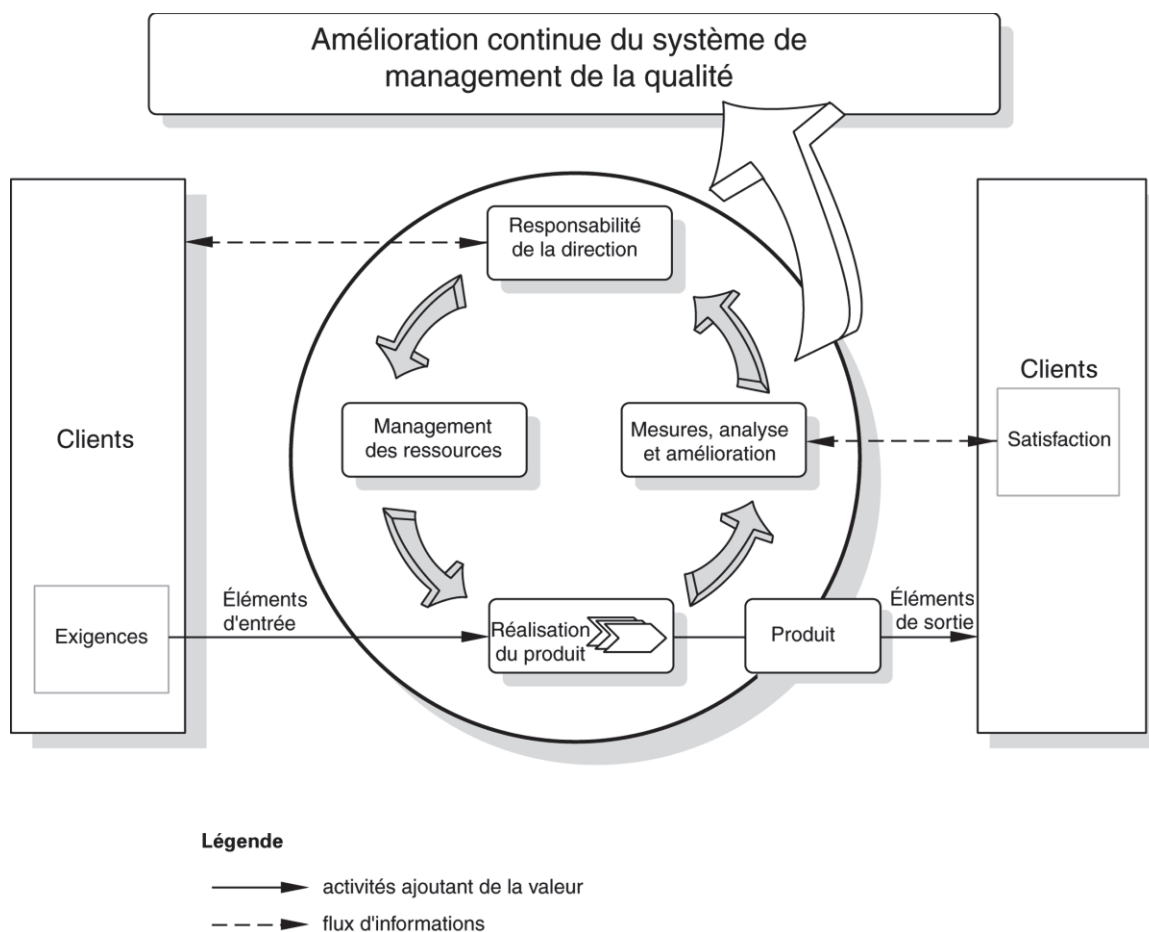 Amélioration continue du système de
management de la qualité
Responsabilité
de la direction
Clients
Clients
Management
des ressources
Mesures, analyse
et amélioration
Satisfaction
Éléments
d'entrée
Exigences
Réalisation
du produit
Produit
Éléments
de sortie
Légende
activités ajoutant de la valeur
flux d'informations